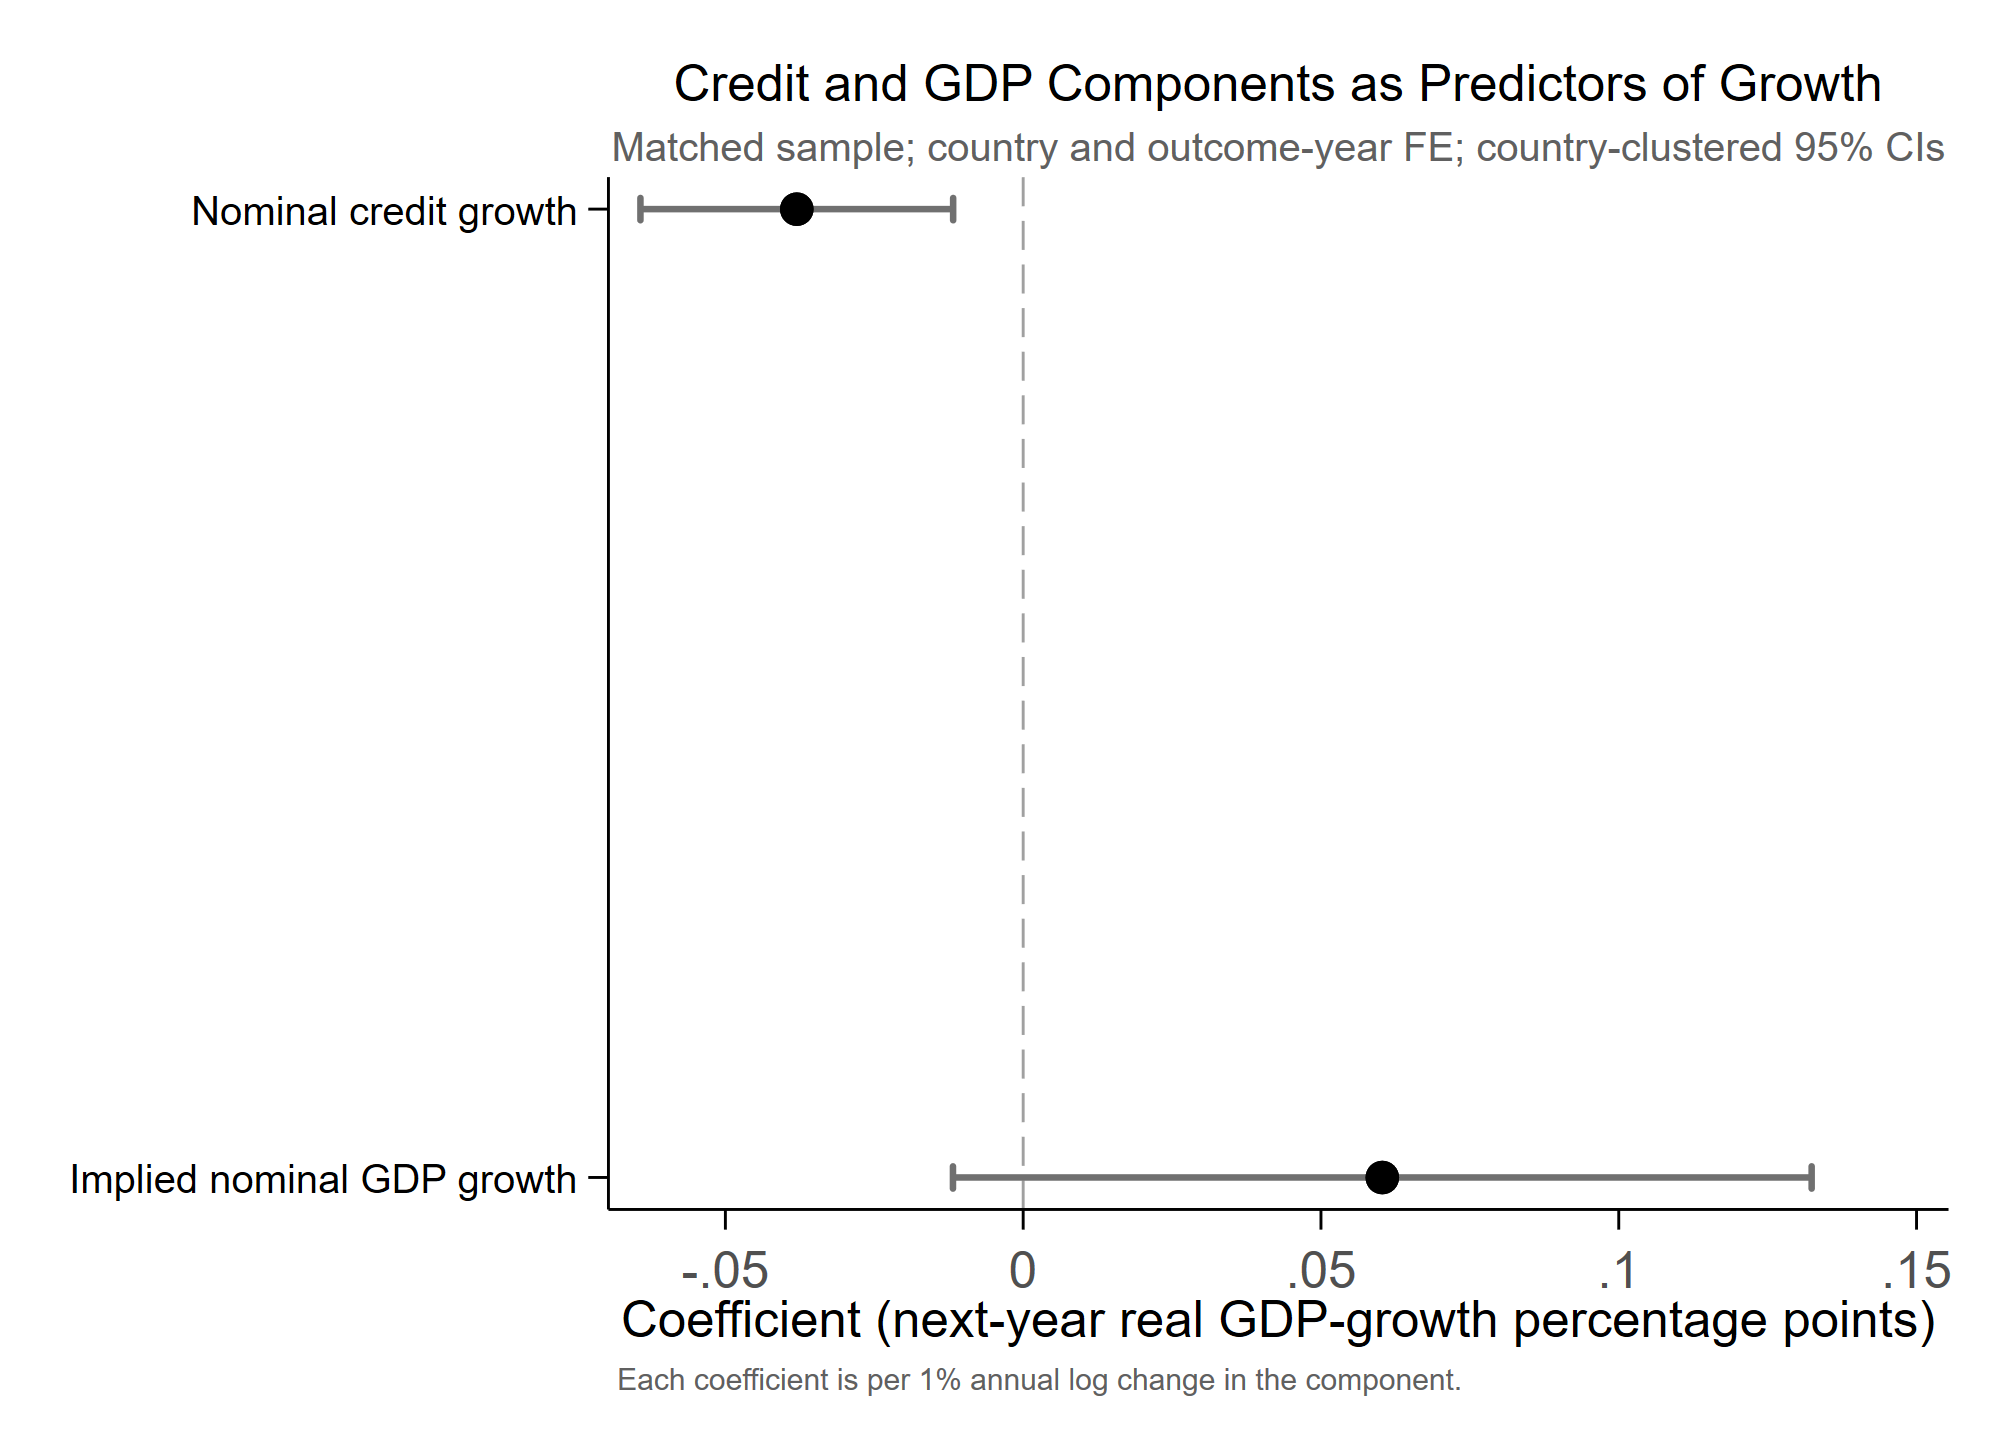 Credit and GDP Components as Predictors of Growth
Matched sample; country and outcome-year FE; country-clustered 95% CIs
Nominal credit growth
Implied nominal GDP growth
-.05 0 .05 .1 .15
Coefficient (next-year real GDP-growth percentage points)
Each coefficient is per 1% annual log change in the component.